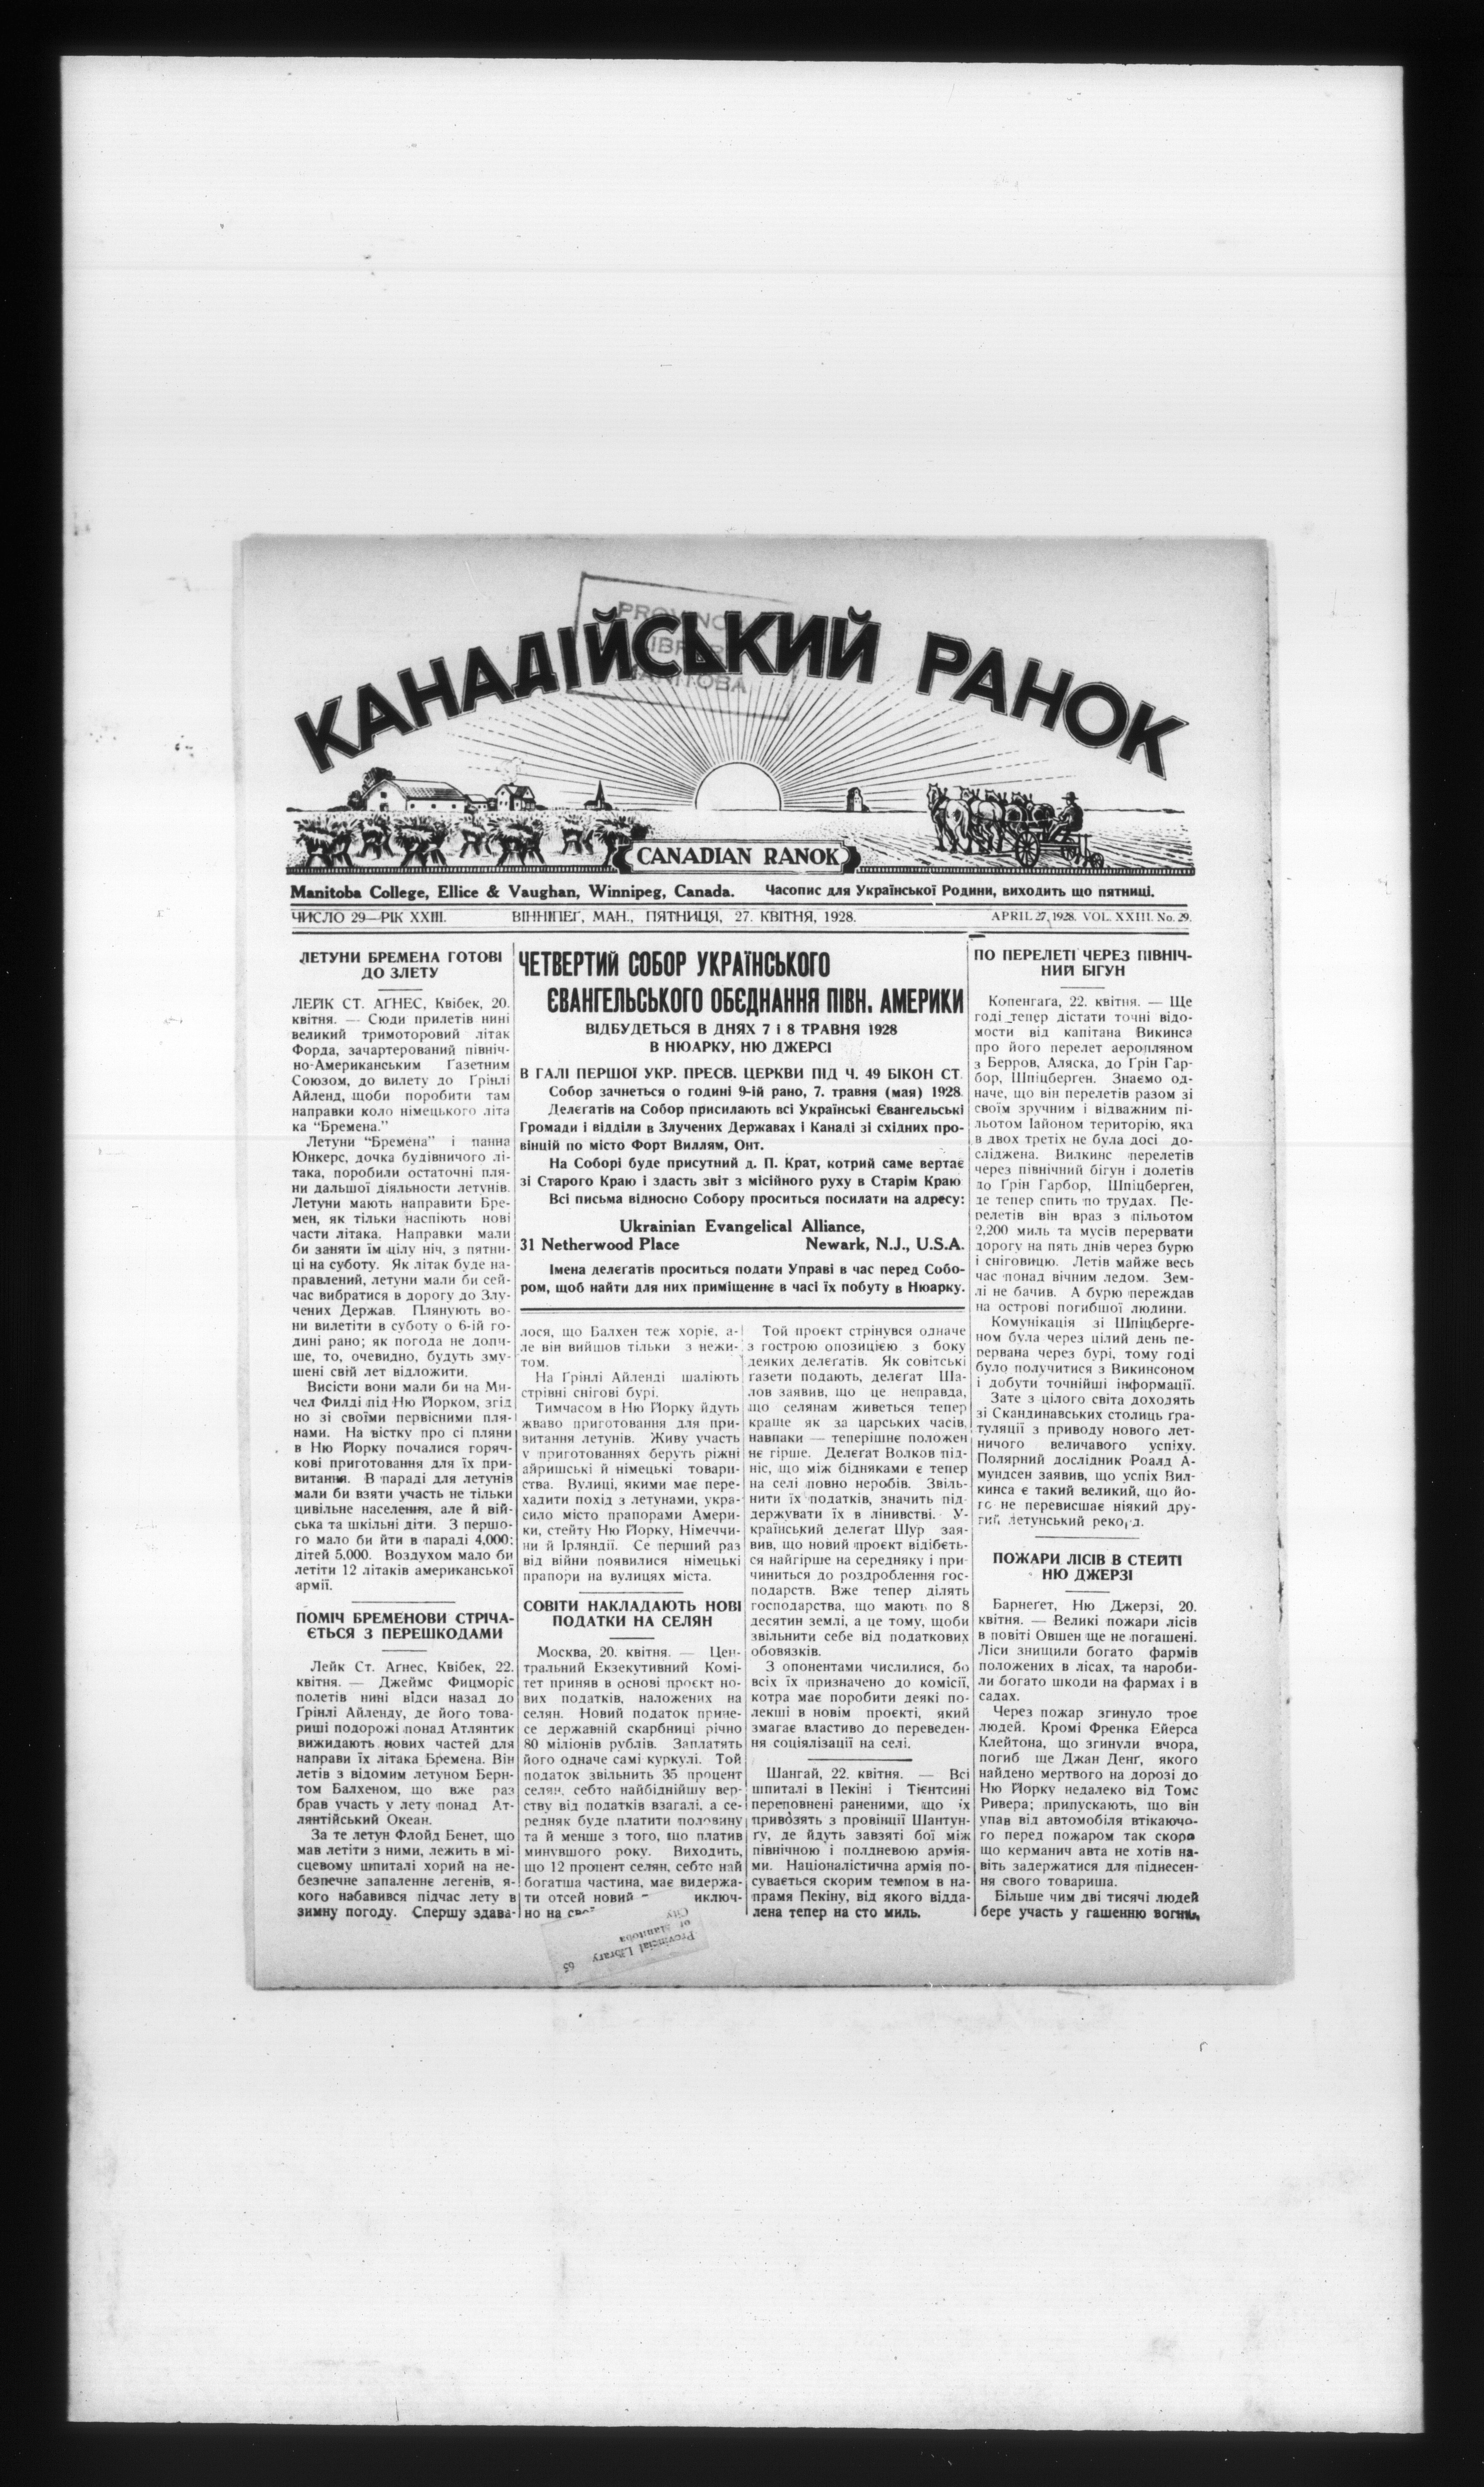 PROVINC
LIBRAR
MANITOBA
КАНАДІЙСЬКИЙ РАНОК
CANADIAN RANOK
Manitoba College, Ellice & Vaughan, Winnipeg, Canada. Часопис для Української Родини, виходить що пятниці.
ЧИСЛО 29—РІК XXIII. ВІННІПЕҐ, МАН., ПЯТНИЦЯ, 27. КВІТНЯ, 1928. APRIL 27, 1928. VOL. XXIII. No. 29.
ЛЕТУНИ БРЕМЕНА ГОТОВІ
ДО ЗЛЕТУ
ЛЕЙК СТ. АҐНЕС, Квібек, 20.
квітня. — Сюди прилетів нині
великий тримоторовий літак
Форда, зачартерований північ-
но-Американським Газетним
Союзом, до вилету до Ґрінлі
Айленд, щоби поробити там
направки коло німецького літа
ка "Бремена."
Летуни "Бремена" і панна
Юнкерс, дочка будівничого лі-
така, поробили остаточні пля-
ни дальшої діяльности летунів.
Летуни мають направити Бре-
мен, як тільки наспіють нові
части літака. Направки мали
би заняти їм цілу ніч, з пятни-
ці на суботу. Як літак буде на-
правлений, летуни мали би сей-
час вибратися в дорогу до Злу-
чених Держав. Плянують во-
ни вилетіти в суботу о 6-ій го-
дині рано; як погода не допи-
ше, то, очевидно, будуть зму-
шені свій лет відложити.
Висісти вони мали би на Ми-
чел Филді під Ню Йорком, згід
но зі своїми первісними пля-
нами. На вістку про сі пляни
в Ню Йорку почалися горяч-
кові приготовання для їх при-
витання. В параді для летунів
мали би взяти участь не тільки
цивільне населення, але й вій-
ська та шкільні діти. З першо-
го мало би йти в параді 4,000;
дітей 5,000. Воздухом мало би
летіти 12 літаків американської
армії.
ПОМІЧ БРЕМЕНОВИ СТРІЧА-
ЄТЬСЯ З ПЕРЕШКОДАМИ
Лейк Ст. Аґнес, Квібек, 22.
квітня. — Джеймс Фицморіс
полетів нині відси назад до
Ґрінлі Айленду, де його това-
риші подорожі понад Атлянтик
вижидають нових частей для
направи їх літака Бремена. Він
летів з відомим летуном Берн-
том Балхеном, що вже раз
брав участь у лету понад Ат-
лянтійський Океан.
За те летун Флойд Бенет, що
мав летіти з ними, лежить в мі-
сцевому шпиталі хорий на не-
безпечне запаленнє легенів, я-
кого набавився підчас лету в
зимну погоду. Спершу здава-
ЧЕТВЕРТИЙ СОБОР УКРАЇНСЬКОГО
ЄВАНГЕЛЬСЬКОГО ОБЄДНАННЯ ПІВН. АМЕРИКИ
ВІДБУДЕТЬСЯ В ДНЯХ 7 і 8 ТРАВНЯ 1928
В НЮАРКУ, НЮ ДЖЕРСІ
В ГАЛІ ПЕРШОЇ УКР. ПРЕСВ. ЦЕРКВИ ПІД Ч. 49 БІКОН СТ.
Собор зачнеться о годині 9-ій рано, 7. травня (мая) 1928.
Делєґатів на Собор присилають всі Українські Євангельські
Громади і відділи в Злучених Державах і Канаді зі східних про-
вінцій по місто Форт Виллям, Онт.
На Соборі буде присутний д. П. Крат, котрий саме вертає
зі Старого Краю і здасть звіт з місійного руху в Старім Краю
Всі письма відносно Собору проситься посилати на адресу:
Ukrainian Evangelical Alliance,
31 Netherwood Place Newark, N.J., U.S.A.
Імена делєґатів проситься подати Управі в час перед Собо-
ром, щоб найти для них приміщеннє в часі їх побуту в Нюарку.
лося, що Балхен теж хоріє, а-
ле він вийшов тільки з нежи-
том.
На Ґрінлі Айленді шаліють
стрівні снігові бурі.
Тимчасом в Ню Йорку йдуть
жваво приготовання для при-
витання летунів. Живу участь
у приготованнях беруть ріжні
айришські й німецькі товари-
ства. Вулиці, якими має пере-
хадити похід з летунами, укра-
сило місто прапорами Амери-
ки, стейту Ню Йорку, Німеччи-
ни й Ірляндії. Се перший раз
від війни появилися німецькі
прапори на вулицях міста.
СОВІТИ НАКЛАДАЮТЬ НОВІ
ПОДАТКИ НА СЕЛЯН
Москва, 20. квітня. — Цен-
тральний Екзекутивний Комі-
тет приняв в основі проєкт но-
вих податків, наложених на
селян. Новий податок прине-
се державній скарбниці річно
80 міліонів рублів. Заплатять
його одначе самі куркулі. Той
податок звільнить 35 процент
селян, себто найбіднійшу вер-
ству від податків взагалі, а се-
редняк буде платити половину
та й менше з того, що платив
минувшого року. Виходить,
що 12 процент селян, себто най
богатша частина, має видержа-
ти отсей новий иключ-
но на свої
Той проєкт стрінувся одначе
з гострою опозицією з боку
деяких делєґатів. Як совітські
газети подають, делєґат Ша-
лов заявив, що це неправда,
що селянам живеться тепер
краще як за царських часів,
навпаки — теперішнє положен
нє гірше. Делєґат Волков під-
ніс, що між бідняками є тепер
на селі повно неробів. Звіль-
нити їх податків, значить під-
держувати їх в лінивстві. У-
країнський делєґат Шур зая-
вив, що новий проєкт відібєть-
ся найгірше на середняку і при-
чиниться до роздроблення гос-
подарств. Вже тепер ділять
господарства, що мають по 8
десятин землі, а це тому, щоби
звільнити себе від податкових
обовязків.
З опонентами числилися, бо
всіх їх призначено до комісії,
котра має поробити деякі по-
лекші в новім проєкті, який
змагає властиво до переведен-
ня соціялізації на селі.
Шангай, 22. квітня. — Всі
шпиталі в Пекіні і Тієнтсині
переповнені раненими, що їх
привозять з провінції Шантун-
гу, де йдуть завзяті бої між
північною і полдневою армія-
ми. Націоналістична армія по-
сувається скорим темпом в на-
прямі Пекіну, від якого відда-
лена тепер на сто миль.
ПО ПЕРЕЛЕТІ ЧЕРЕЗ ПІВНІЧ-
НИЙ БІГУН
Копенгаґа, 22. квітня. — Ще
годі тепер дістати точні відо-
мости від капітана Викинса
про його перелет аеропляном
з Берров, Аляска, до Ґрін Гар-
бор, Шпіцберґен. Знаємо од-
наче, що він перелетів разом зі
своїм зручним і відважним пі-
льотом Іайоном територію, яка
в двох третіх не була досі до-
сліджена. Вилкинс перелетів
через північний бігун і долетів
до Ґрін Гарбор, Шпіцберґен,
де тепер спить по трудах. Пе-
релетів він враз з пільотом
2,200 миль та мусів перервати
дорогу на пять днів через бурю
і сніговицю. Летів майже весь
час понад вічним ледом. Зем-
лі не бачив. А бурю переждав
на острові погибшої людини.
Комунікація зі Шпіцберґе-
ном була через цілий день пе-
рервана через бурі, тому годі
було получитися з Викинсоном
і добути точнійші інформації.
Зате з цілого світа доходять
зі Скандинавських столиць ґра-
туляції з приводу нового лет-
ничого величавого успіху.
Полярний дослідник Роалд А-
мундсен заявив, що успіх Вил-
кинса є такий великий, що йо-
го не перевисшає ніякий дру-
гий летунський рекорд.
ПОЖАРИ ЛІСІВ В СТЕЙТІ
НЮ ДЖЕРЗІ
Барнеґет, Ню Джерзі, 20.
квітня. — Великі пожари лісів
в повіті Овшен ще не погашені.
Ліси знищили богато фармів
положених в лісах, та нароби-
ли богато шкоди на фармах і в
садах.
Через пожар згинуло троє
людей. Кромі Френка Ейерса
Клейтона, що згинули вчора,
погиб ще Джан Денґ, якого
найдено мертвого на дорозі до
Ню Йорку недалеко від Томс
Ривера; припускають, що він
упав від автомобіля втікаючо-
го перед пожаром так скоро
що керманич авта не хотів на-
віть задержатися для піднесен-
ня свого товариша.
Більше чим дві тисячі людей
бере участь у гашенню вогню,
Provincial Library
of Manitoba
City
65